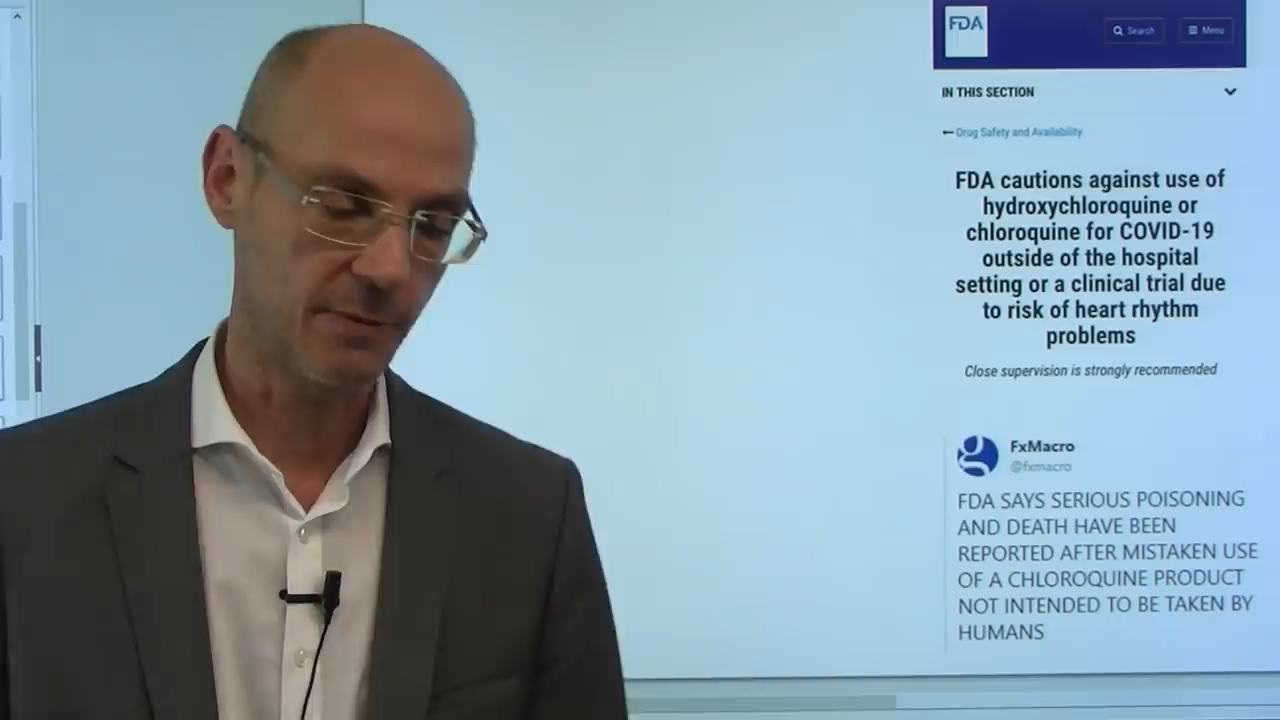 FDA
Search
Menu
IN THIS SECTION
Drug Safety and Availability
FDA cautions against use of
hydroxychloroquine or
chloroquine for COVID-19
outside of the hospital
setting or a clinical trial due
to risk of heart rhythm
problems
Close supervision is strongly recommended
FxMacro
@fxmacro
FDA SAYS SERIOUS POISONING
AND DEATH HAVE BEEN
REPORTED AFTER MISTAKEN USE
OF A CHLOROQUINE PRODUCT
NOT INTENDED TO BE TAKEN BY
HUMANS